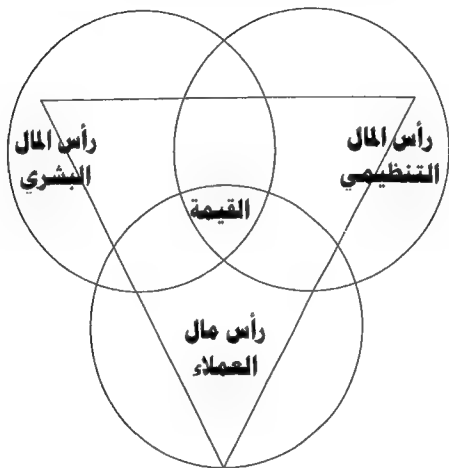 رأس المال
التنظيمي
رأس المال
البشري
القيمة
رأس مال
العملاء